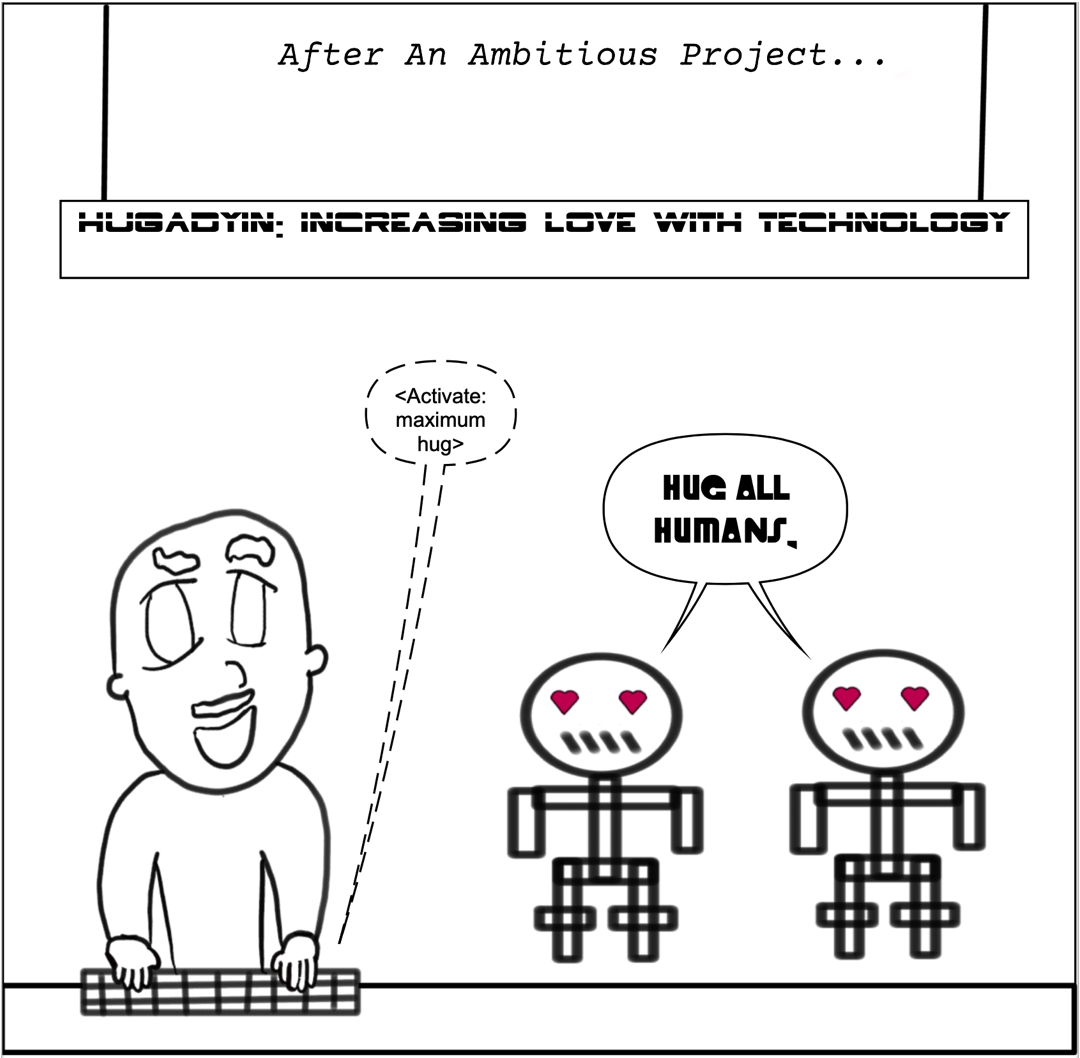 After An Ambitious Project...
HUGADYIN: INCREASING LOVE WITH TECHNOLOGY
<Activate:
maximum
hug>
HUG ALL
HUMANS.